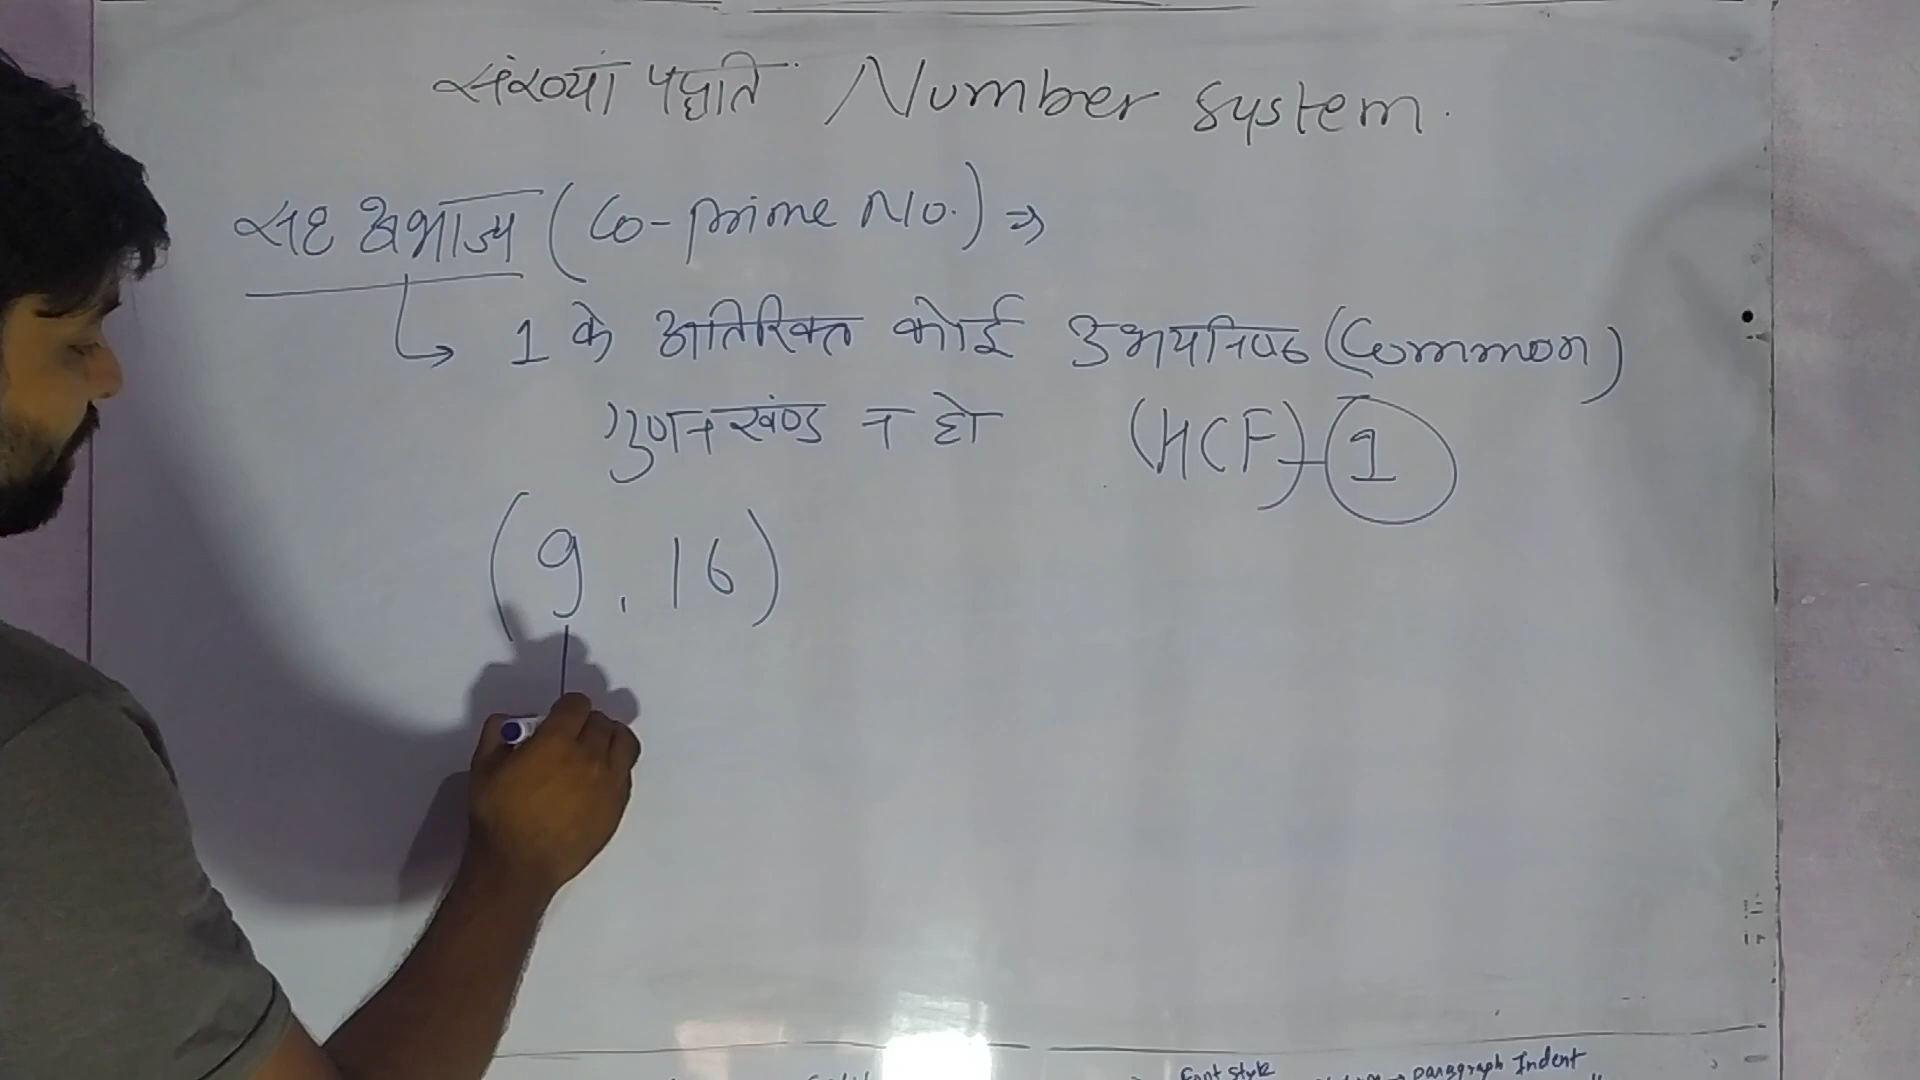 संख्या पद्धति Number System.
सह अभाज्य (Co-prime No.) ⇒
↳ 1 के अतिरिक्त कोई उभयनिष्ठ (Common)
गुणनखंण्ड न हो (HCF)-1
(9, 16)
Font Style
→ paragraph Indent